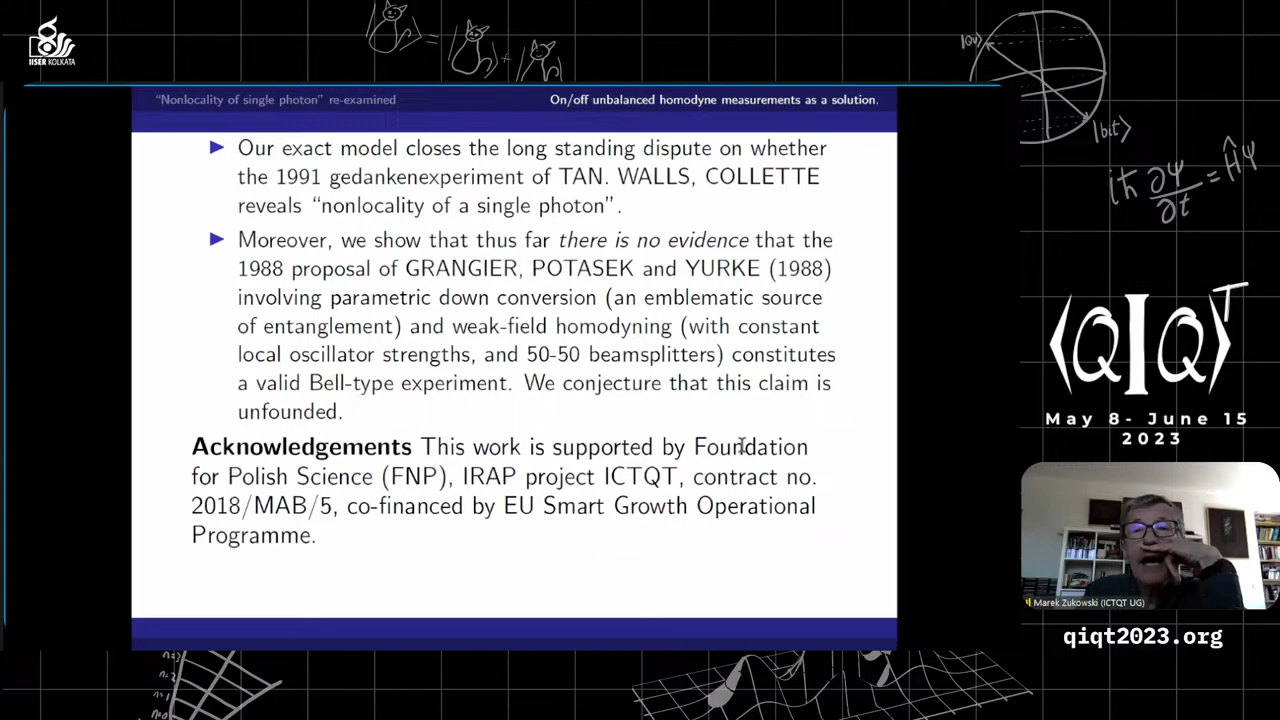 IISER KOLKATA
"Nonlocality of single photon" re-examined
On/off unbalanced homodyne measurements as a solution.
Our exact model closes the long standing dispute on whether
the 1991 gedankenexperiment of TAN. WALLS, COLLETTE
reveals "nonlocality of a single photon".
Moreover, we show that thus far there is no evidence that the
1988 proposal of GRANGIER, POTASEK and YURKE (1988)
involving parametric down conversion (an emblematic source
of entanglement) and weak-field homodyning (with constant
local oscillator strengths, and 50-50 beamsplitters) constitutes
a valid Bell-type experiment. We conjecture that this claim is
unfounded.
Acknowledgements This work is supported by Foundation
for Polish Science (FNP), IRAP project ICTQT, contract no.
2018/MAB/5, co-financed by EU Smart Growth Operational
Programme.
|bit⟩
iħ ∂ψ/∂t = Ĥψ
⟨QIQ⟩T
May 8- June 15
2023
Marek Zukowski (ICTQT UG)
qiqt2023.org
n=1
n=0